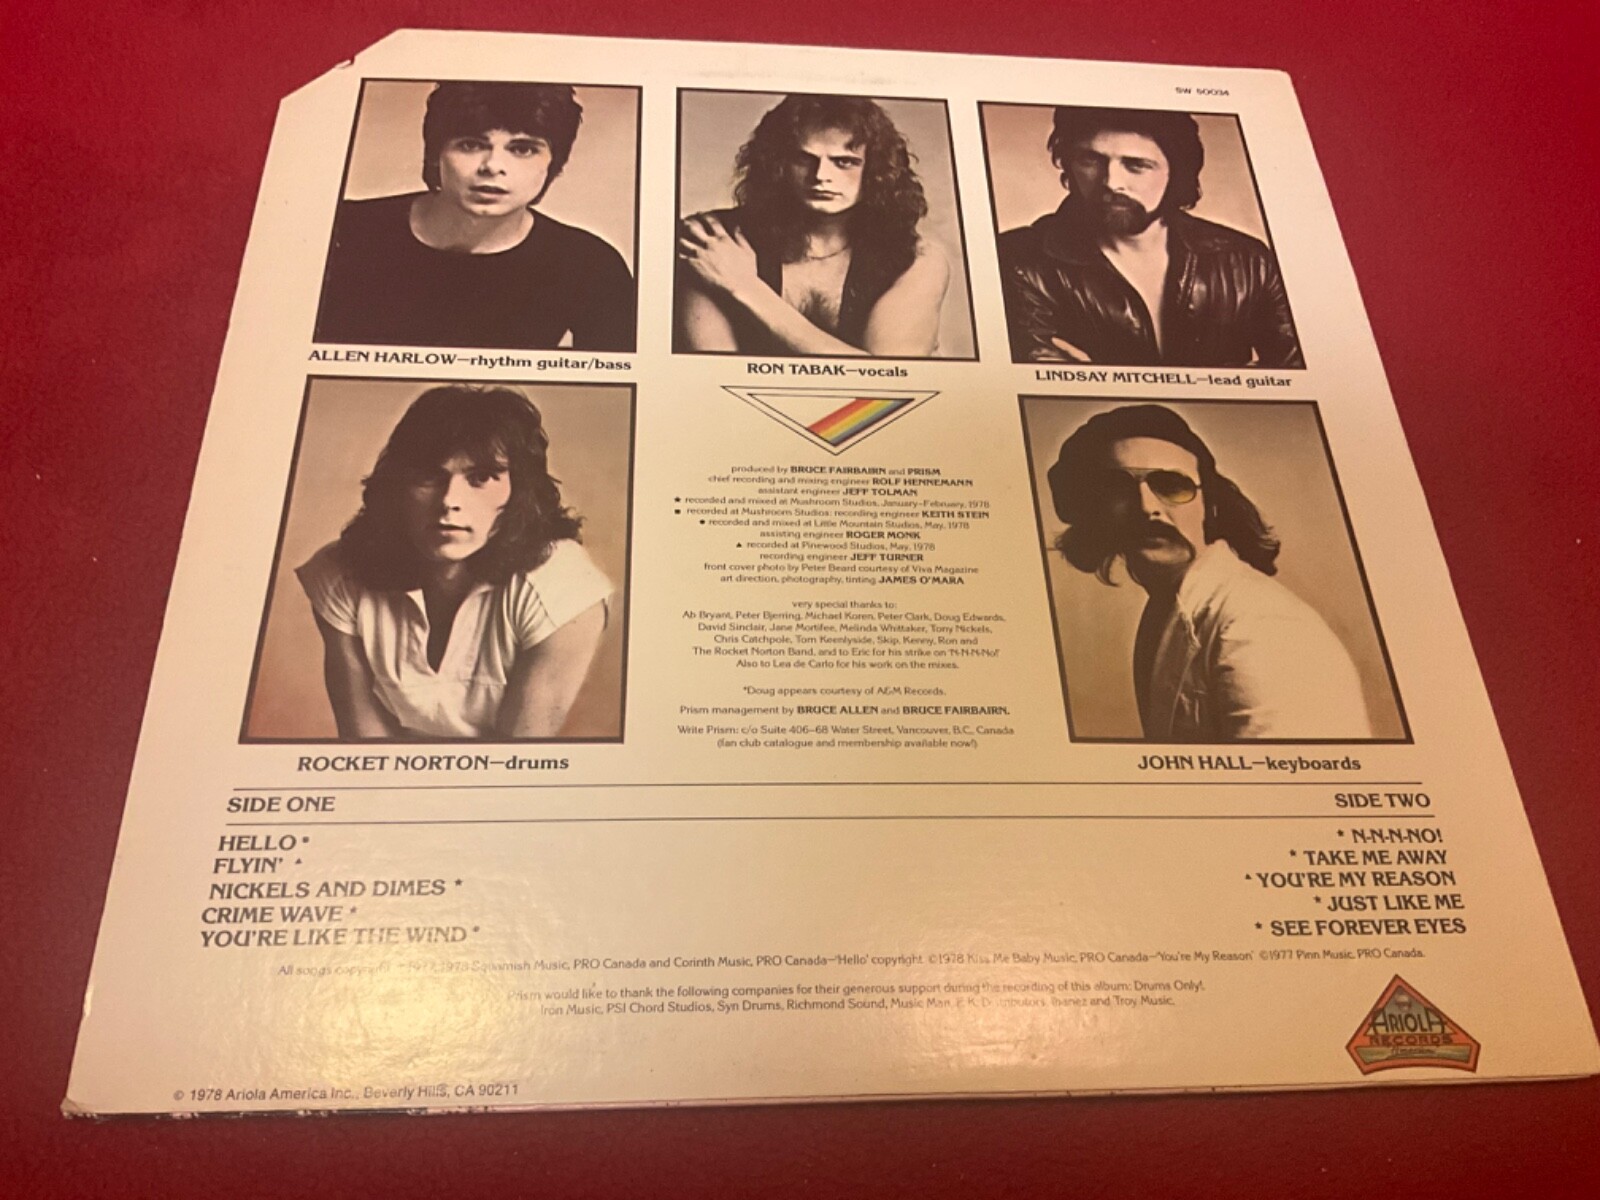 SW 50034
ALLEN HARLOW—rhythm guitar/bass
RON TABAK—vocals
LINDSAY MITCHELL—lead guitar
produced by BRUCE FAIRBAIRN and PRISM
chief recording and mixing engineer ROLF HENNEMANN
assistant engineer JEFF TOLMAN
★ recorded and mixed at Mushroom Studios, January-February, 1978
■ recorded at Mushroom Studios: recording engineer KEITH STEIN
● recorded and mixed at Little Mountain Studios, May, 1978
assisting engineer ROGER MONK
▲ recorded at Pinewood Studios, May, 1978
recording engineer JEFF TURNER
front cover photo by Peter Beard courtesy of Viva Magazine
art direction, photography, tinting JAMES O'MARA
very special thanks to:
Ab Bryant, Peter Bjerring, Michael Koren, Peter Clark, Doug Edwards,
David Sinclair, Jane Mortifee, Melinda Whittaker, Tony Nickels,
Chris Catchpole, Tom Keenlyside, Skip, Kenny, Ron and
The Rocket Norton Band, and to Eric for his strike on 'N-N-N-No!'
Also to Lea de Carlo for his work on the mixes.
*Doug appears courtesy of A&M Records.
Prism management by BRUCE ALLEN and BRUCE FAIRBAIRN.
Write Prism: c/o Suite 406–68 Water Street, Vancouver, B.C., Canada
(fan club catalogue and membership available now!)
ROCKET NORTON—drums
JOHN HALL—keyboards
SIDE ONE
HELLO ■
FLYIN' ▲
NICKELS AND DIMES ★
CRIME WAVE ★
YOU'RE LIKE THE WIND ★
SIDE TWO
★ N-N-N-NO!
★ TAKE ME AWAY
▲ YOU'RE MY REASON
★ JUST LIKE ME
★ SEE FOREVER EYES
All songs copyright 1977, 1978 Squamish Music, PRO Canada and Corinth Music, PRO Canada—'Hello' copyright ©1978 Kiss Me Baby Music, PRO Canada—'You're My Reason' ©1977 Pinn Music, PRO Canada.
Prism would like to thank the following companies for their generous support during the recording of this album: Drums Only!,
Iron Music, PSI Chord Studios, Syn Drums, Richmond Sound, Music Man, Ibanez and Troy Music.
ARIOLA
RECORDS
America
© 1978 Ariola America Inc., Beverly Hills, CA 90211